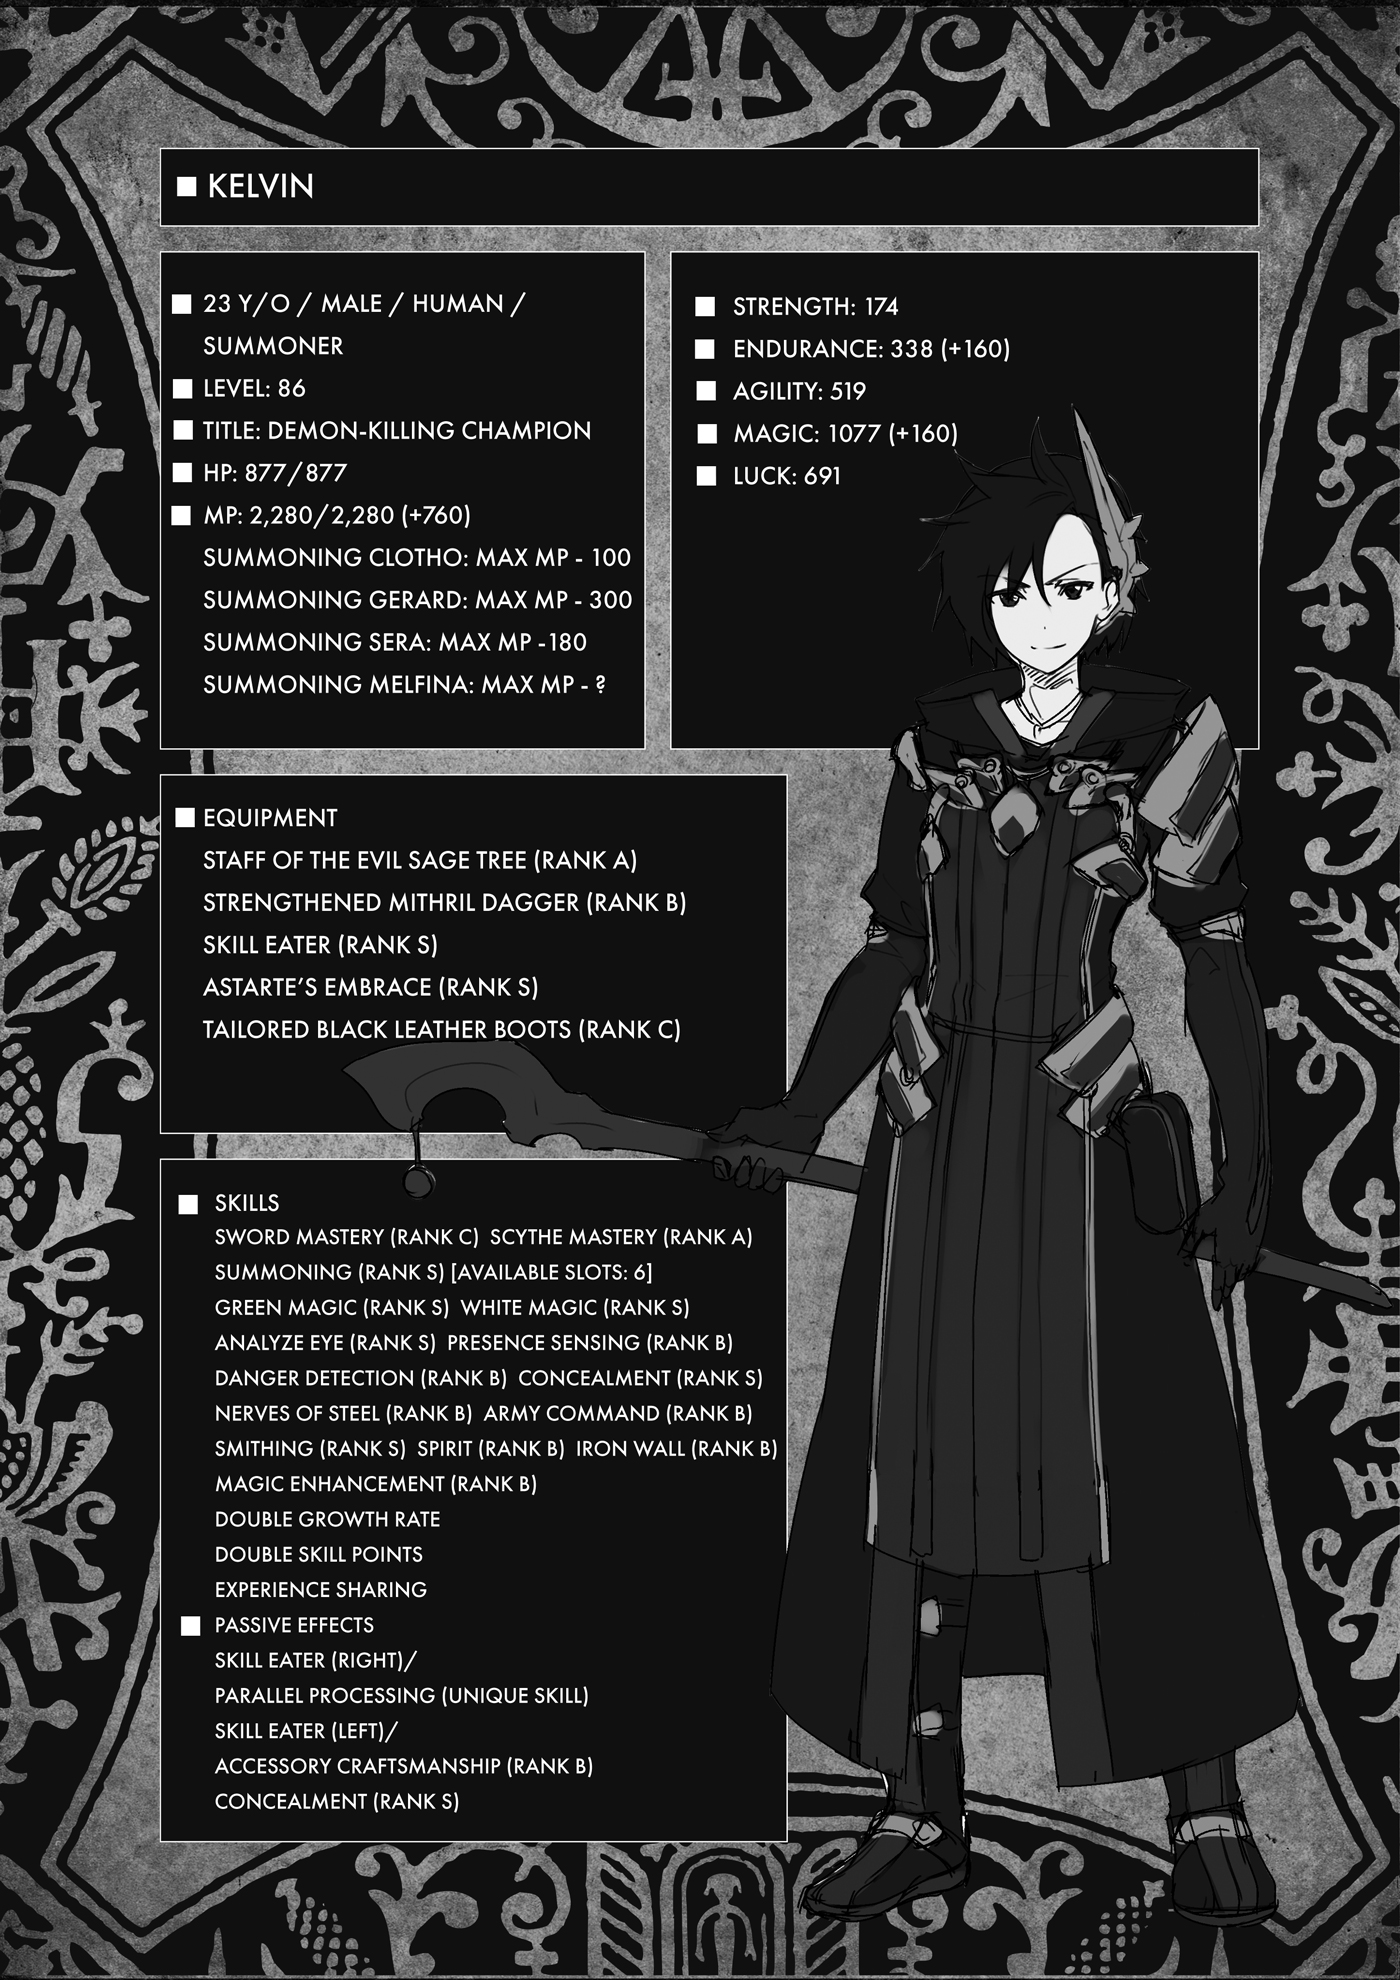 KELVIN
23 Y/O / MALE / HUMAN /
SUMMONER
LEVEL: 86
TITLE: DEMON-KILLING CHAMPION
HP: 877/877
MP: 2,280/2,280 (+760)
SUMMONING CLOTHO: MAX MP - 100
SUMMONING GERARD: MAX MP - 300
SUMMONING SERA: MAX MP -180
SUMMONING MELFINA: MAX MP - ?
STRENGTH: 174
ENDURANCE: 338 (+160)
AGILITY: 519
MAGIC: 1077 (+160)
LUCK: 691
EQUIPMENT
STAFF OF THE EVIL SAGE TREE (RANK A)
STRENGTHENED MITHRIL DAGGER (RANK B)
SKILL EATER (RANK S)
ASTARTE'S EMBRACE (RANK S)
TAILORED BLACK LEATHER BOOTS (RANK C)
SKILLS
SWORD MASTERY (RANK C) SCYTHE MASTERY (RANK A)
SUMMONING (RANK S) [AVAILABLE SLOTS: 6]
GREEN MAGIC (RANK S) WHITE MAGIC (RANK S)
ANALYZE EYE (RANK S) PRESENCE SENSING (RANK B)
DANGER DETECTION (RANK B) CONCEALMENT (RANK S)
NERVES OF STEEL (RANK B) ARMY COMMAND (RANK B)
SMITHING (RANK S) SPIRIT (RANK B) IRON WALL (RANK B)
MAGIC ENHANCEMENT (RANK B)
DOUBLE GROWTH RATE
DOUBLE SKILL POINTS
EXPERIENCE SHARING
PASSIVE EFFECTS
SKILL EATER (RIGHT)/
PARALLEL PROCESSING (UNIQUE SKILL)
SKILL EATER (LEFT)/
ACCESSORY CRAFTSMANSHIP (RANK B)
CONCEALMENT (RANK S)